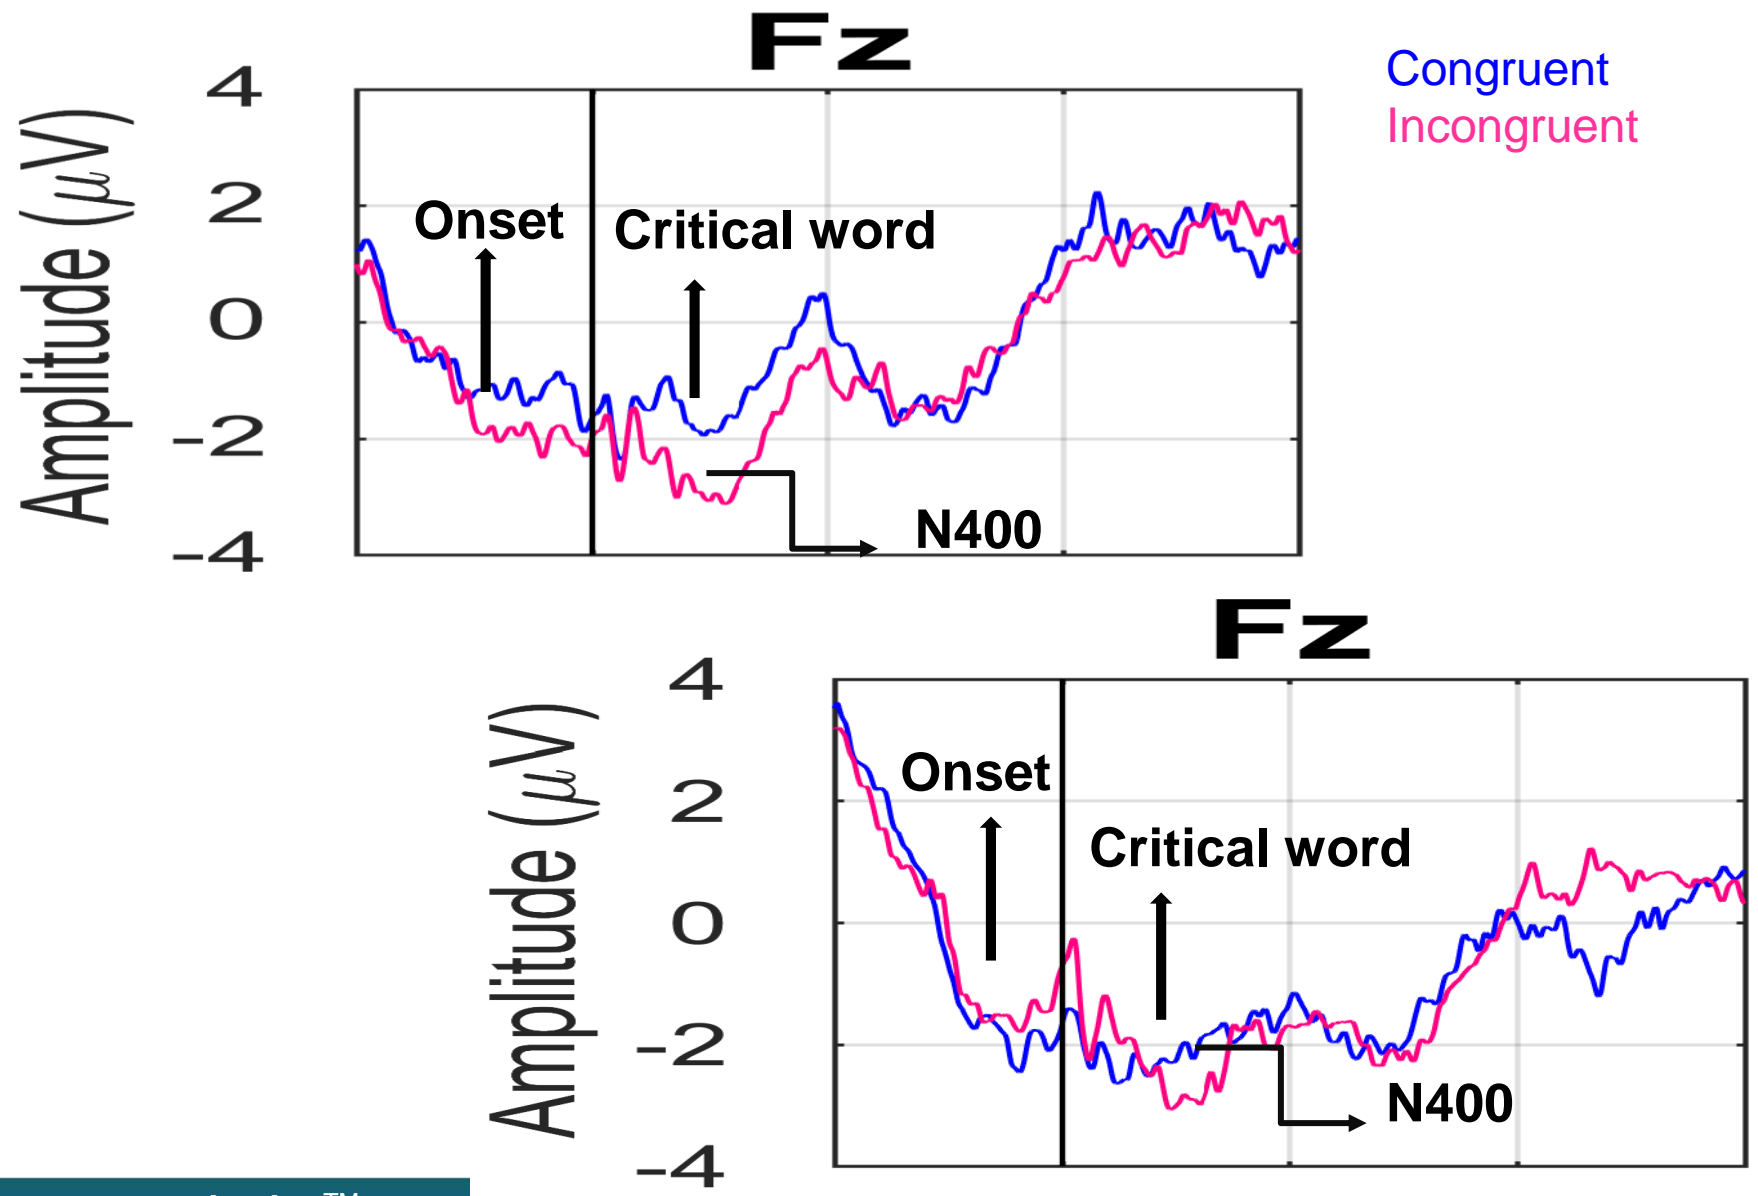 Fz
Congruent
Incongruent
Amplitude (μV)
4
2
0
-2
-4
Onset
Critical word
N400
Fz
Amplitude (μV)
4
2
0
-2
-4
Onset
Critical word
N400
TM